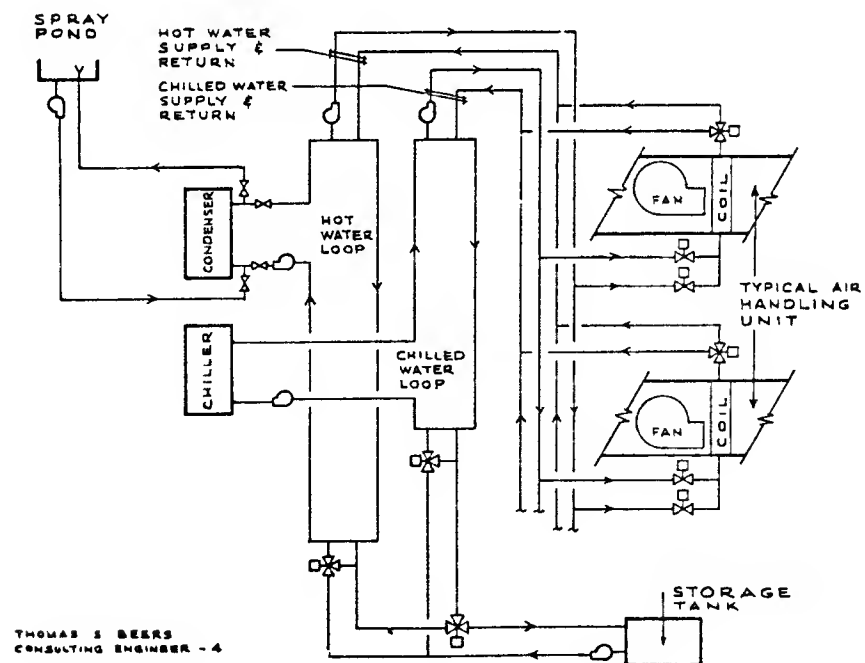 SPRAY
POND
HOT WATER
SUPPLY &
RETURN
CHILLED WATER
SUPPLY &
RETURN
CONDENSER
HOT
WATER
LOOP
FAN
COIL
TYPICAL AIR
HANDLING
UNIT
CHILLER
CHILLED
WATER
LOOP
FAN
COIL
STORAGE
TANK
THOMAS S BEERS
CONSULTING ENGINEER - 4